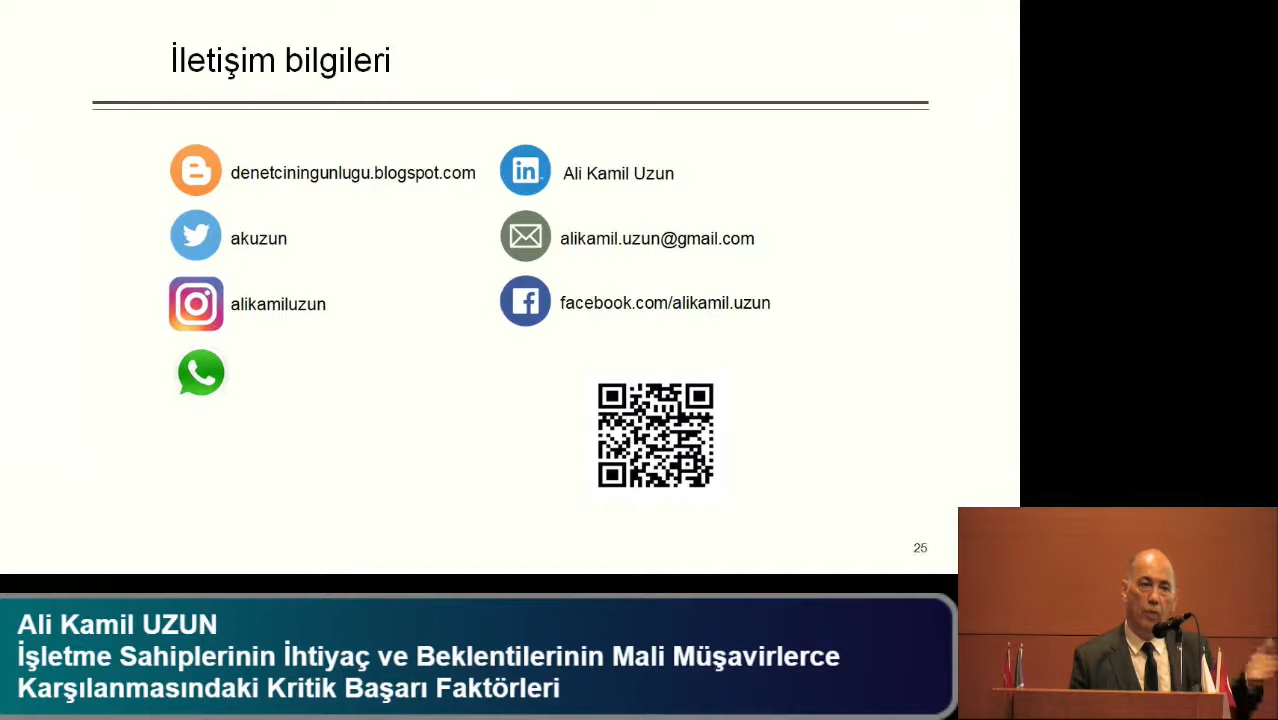 İletişim bilgileri
denetciningunlugu.blogspot.com
Ali Kamil Uzun
akuzun
alikamil.uzun@gmail.com
alikamiluzun
facebook.com/alikamil.uzun
25
Ali Kamil UZUN
İşletme Sahiplerinin İhtiyaç ve Beklentilerinin Mali Müşavirlerce
Karşılanmasındaki Kritik Başarı Faktörleri